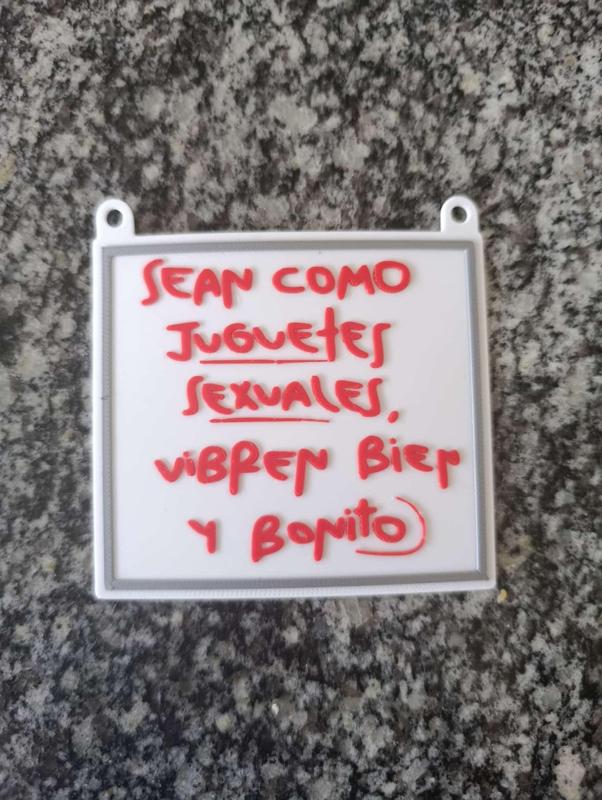 SEAN COMO
JUGUETES
SEXUALES,
VIBREN BIEN
Y BONITO